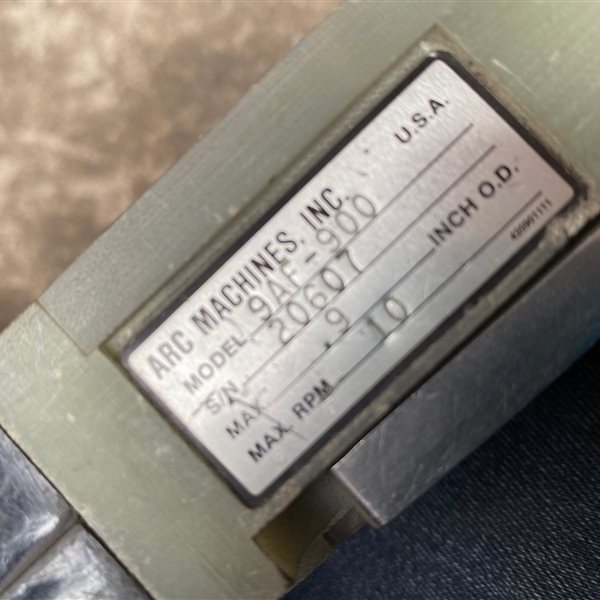 ARC MACHINES, INC. U.S.A.
MODEL 9AF-900
S/N 20607
MAX .9 INCH O.D.
MAX. RPM 10